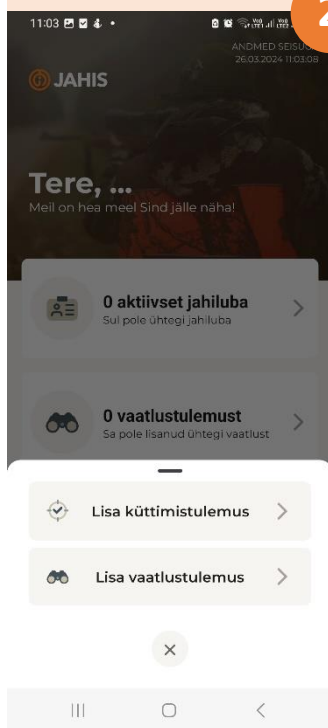 2
11:03
ANDMED SEISUGA
26.03.2024 11:03:08
JAHIS
Tere, ...
Meil on hea meel Sind jälle näha!
0 aktiivset jahiluba
Sul pole ühtegi jahiluba
0 vaatlustulemust
Sa pole lisanud ühtegi vaatlust
Lisa küttimistulemus
Lisa vaatlustulemus